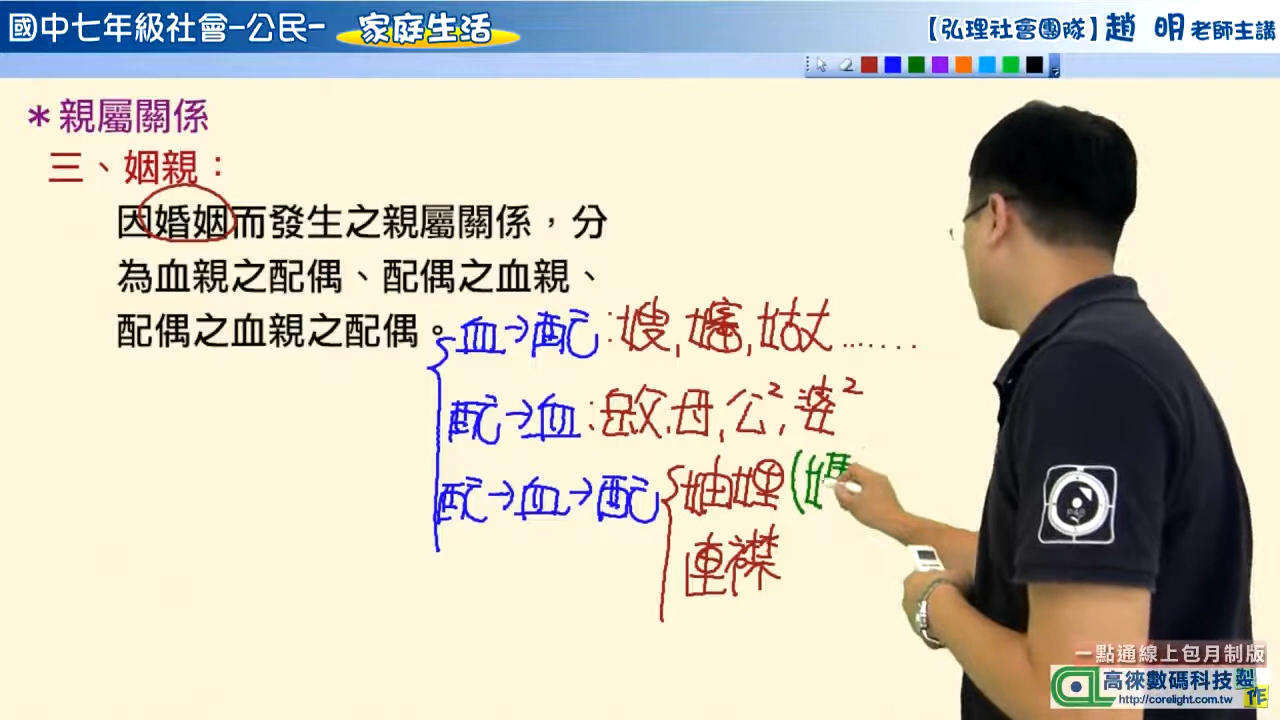 國中七年級社會-公民- 家庭生活
【弘理社會團隊】趙 明 老師主講
＊親屬關係
三、姻親：
因婚姻而發生之親屬關係，分
為血親之配偶、配偶之血親、
配偶之血親之配偶。
血→配:嫂,嬸,姑丈......
配→血:岳父.母,公²,婆²
配→血→配 妯娌(媽
連襟
一點通線上包月制版
高徠數碼科技製作
http://corelight.com.tw